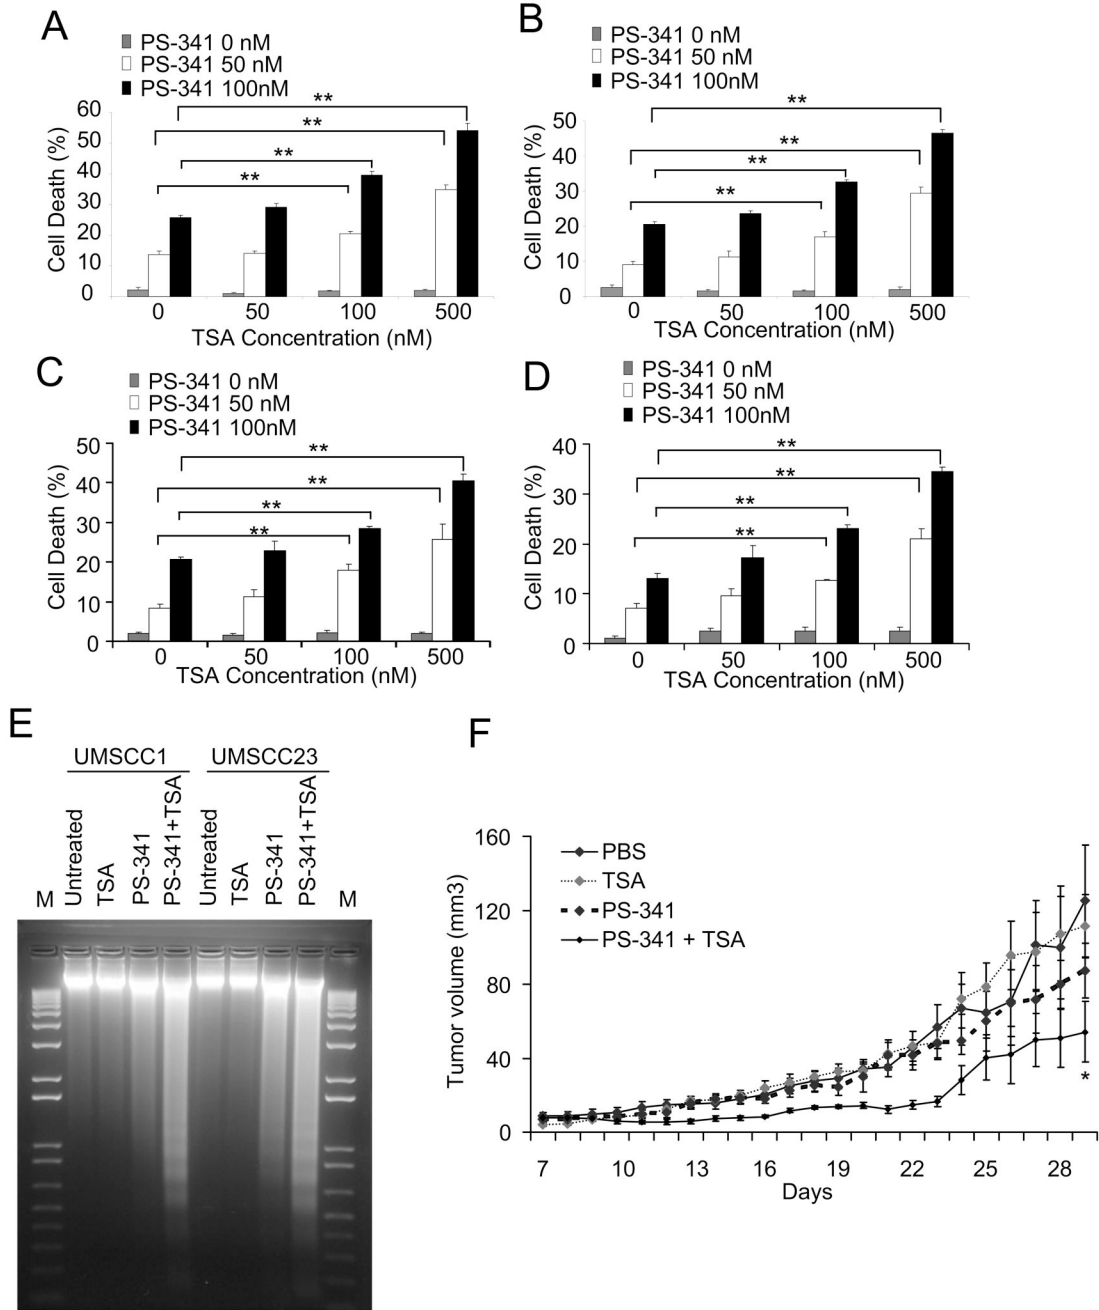 A
PS-341 0 nM
PS-341 50 nM
PS-341 100nM
Cell Death (%)
60
50
40
30
20
10
0
**
**
**
**
0 50 100 500
TSA Concentration (nM)
B
PS-341 0 nM
PS-341 50 nM
PS-341 100nM
Cell Death (%)
50
40
30
20
10
0
**
**
**
**
0 50 100 500
TSA Concentration (nM)
C
PS-341 0 nM
PS-341 50 nM
PS-341 100nM
Cell Death (%)
50
40
30
20
10
0
**
**
**
**
0 50 100 500
TSA Concentration (nM)
D
PS-341 0 nM
PS-341 50 nM
PS-341 100nM
Cell Death (%)
40
30
20
10
0
**
**
**
**
0 50 100 500
TSA Concentration (nM)
E
UMSCC1 UMSCC23
M Untreated TSA PS-341 PS-341+TSA Untreated TSA PS-341 PS-341+TSA M
F
PBS
TSA
PS-341
PS-341 + TSA
Tumor volume (mm3)
160
120
80
40
0
*
7 10 13 16 19 22 25 28
Days